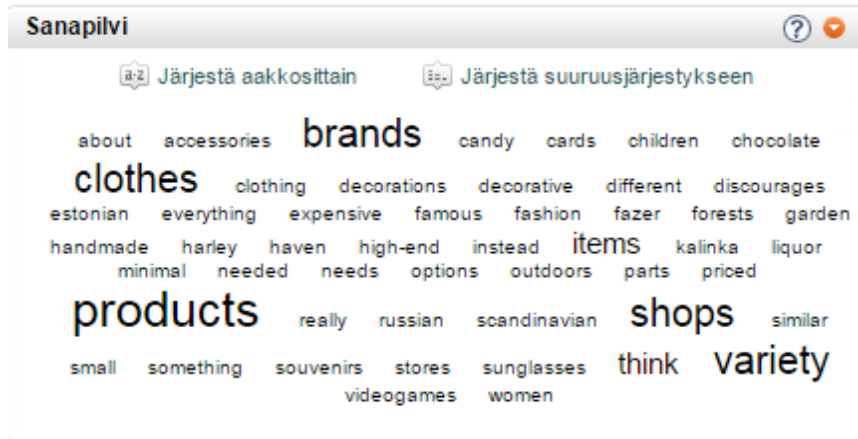 Sanapilvi ?
a-z Järjestä aakkosittain Järjestä suuruusjärjestykseen
about accessories brands candy cards children chocolate
clothes clothing decorations decorative different discourages
estonian everything expensive famous fashion fazer forests garden
handmade harley haven high-end instead items kalinka liquor
minimal needed needs options outdoors parts priced
products really russian scandinavian shops similar
small something souvenirs stores sunglasses think variety
videogames women